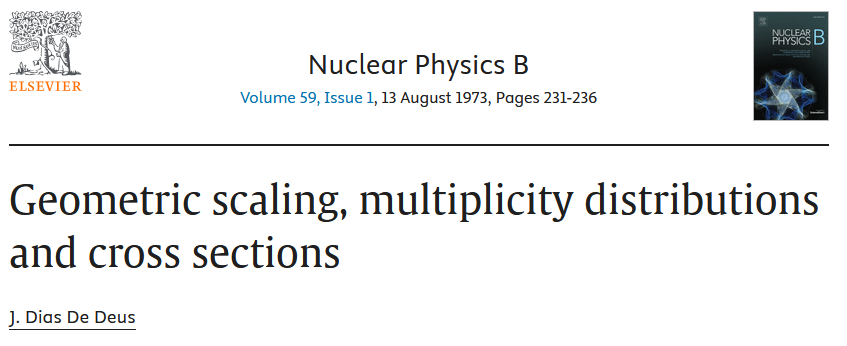 ELSEVIER
Nuclear Physics B
Volume 59, Issue 1, 13 August 1973, Pages 231-236
NUCLEAR
PHYSICS B
Geometric scaling, multiplicity distributions
and cross sections
J. Dias De Deus